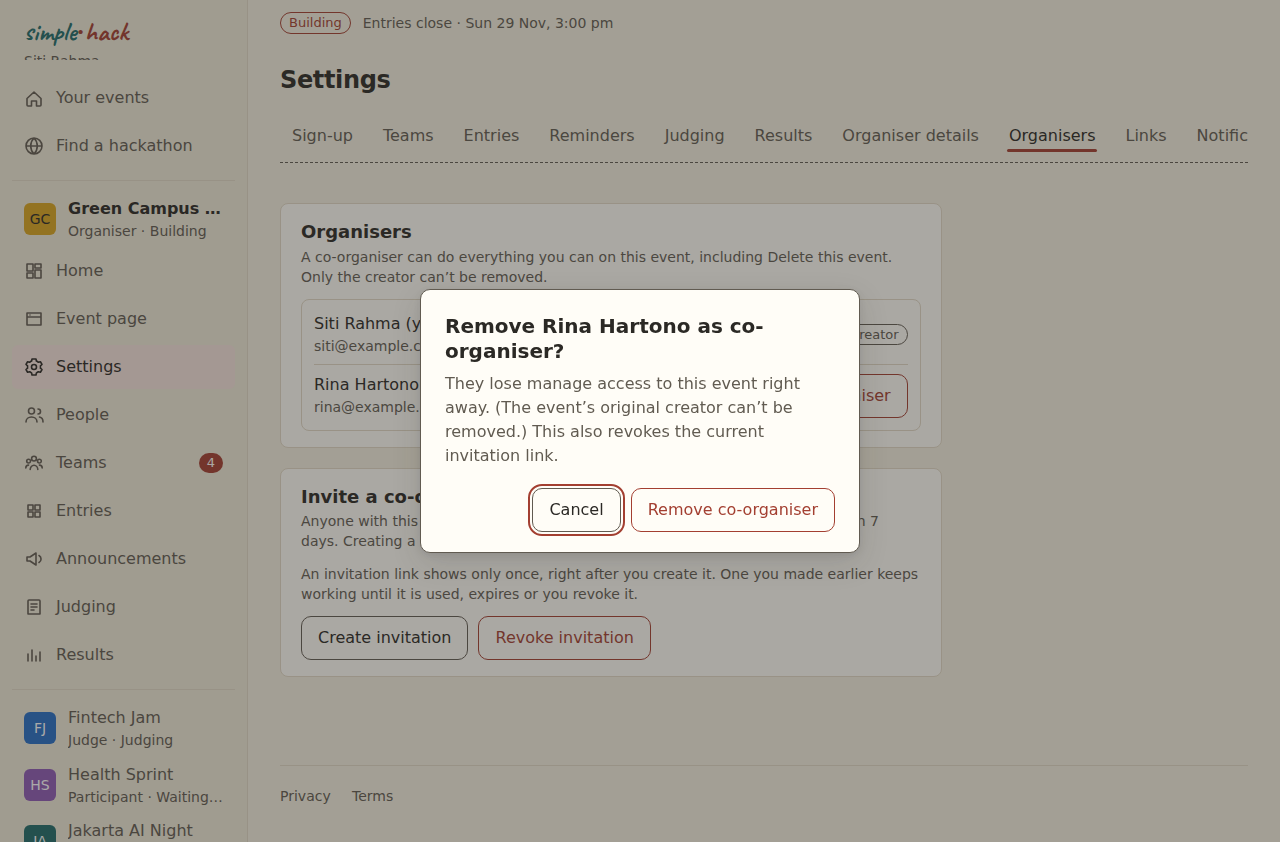 simple·hack
Siti Rahma
Your events
Find a hackathon
GC
Green Campus …
Organiser · Building
Home
Event page
Settings
People
Teams
4
Entries
Announcements
Judging
Results
FJ
Fintech Jam
Judge · Judging
HS
Health Sprint
Participant · Waiting…
JA
Jakarta AI Night
Building
Entries close · Sun 29 Nov, 3:00 pm
Settings
Sign-up Teams Entries Reminders Judging Results Organiser details Organisers Links Notific
Organisers
A co-organiser can do everything you can on this event, including Delete this event.
Only the creator can’t be removed.
Siti Rahma (y
siti@example.c
reator
Rina Hartono
rina@example.
iser
Remove Rina Hartono as co-
organiser?
They lose manage access to this event right
away. (The event’s original creator can’t be
removed.) This also revokes the current
invitation link.
Cancel
Remove co-organiser
Invite a co-o
Anyone with this
n 7
days. Creating a
An invitation link shows only once, right after you create it. One you made earlier keeps
working until it is used, expires or you revoke it.
Create invitation
Revoke invitation
Privacy
Terms